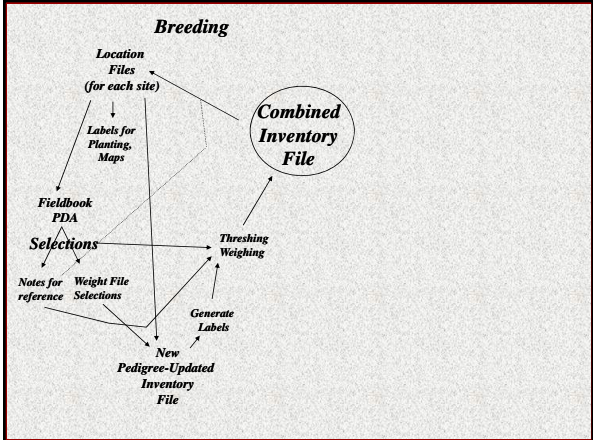 Breeding
Location
Files
(for each site)
Combined
Inventory
File
Labels for
Planting,
Maps
Fieldbook
PDA
Selections
Threshing
Weighing
Notes for
reference
Weight File
Selections
Generate
Labels
New
Pedigree-Updated
Inventory
File